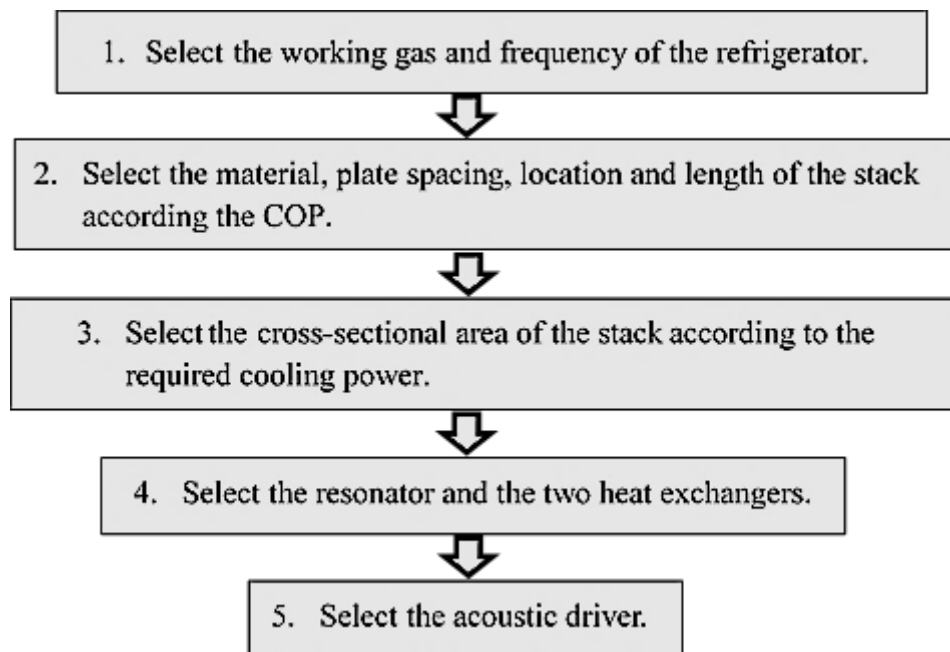 1. Select the working gas and frequency of the refrigerator.
2. Select the material, plate spacing, location and length of the stack
according the COP.
3. Select the cross-sectional area of the stack according to the
required cooling power.
4. Select the resonator and the two heat exchangers.
5. Select the acoustic driver.